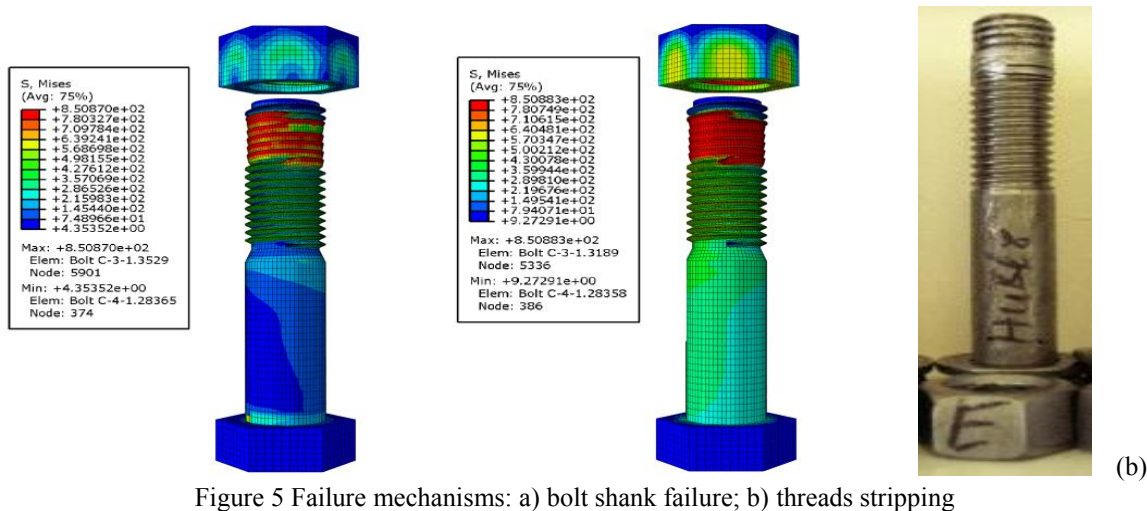 S, Mises
(Avg: 75%)
+8.50870e+02
+7.80327e+02
+7.09784e+02
+6.39241e+02
+5.68698e+02
+4.98155e+02
+4.27612e+02
+3.57069e+02
+2.86526e+02
+2.15983e+02
+1.45440e+02
+7.48966e+01
+4.35352e+00
Max: +8.50870e+02
Elem: Bolt C-3-1.3529
Node: 5901
Min: +4.35352e+00
Elem: Bolt C-4-1.28365
Node: 374
S, Mises
(Avg: 75%)
+8.50883e+02
+7.80749e+02
+7.10615e+02
+6.40481e+02
+5.70347e+02
+5.00212e+02
+4.30078e+02
+3.59944e+02
+2.89810e+02
+2.19676e+02
+1.49541e+02
+7.94071e+01
+9.27291e+00
Max: +8.50883e+02
Elem: Bolt C-3-1.3189
Node: 5336
Min: +9.27291e+00
Elem: Bolt C-4-1.28358
Node: 386
E
(b)
Figure 5 Failure mechanisms: a) bolt shank failure; b) threads stripping